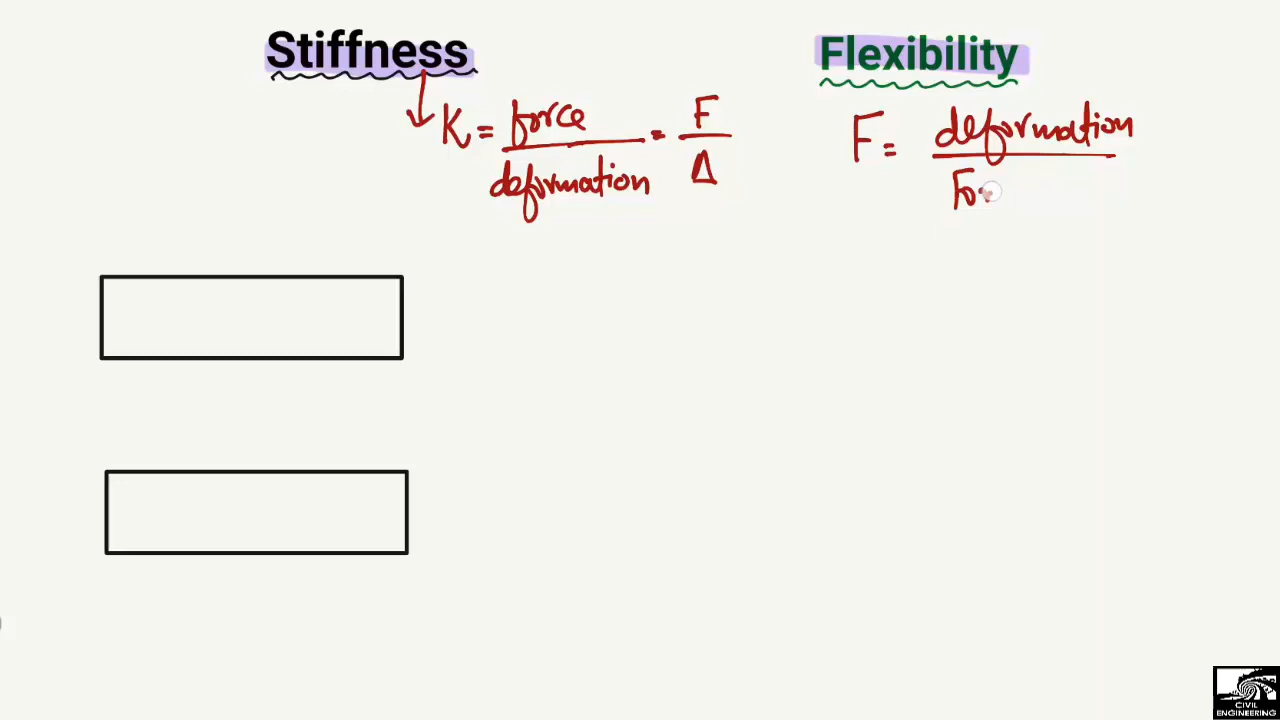 Stiffness
K = force / deformation = F / Δ
Flexibility
F = deformation / Fo
CIVIL
ENGINEERING